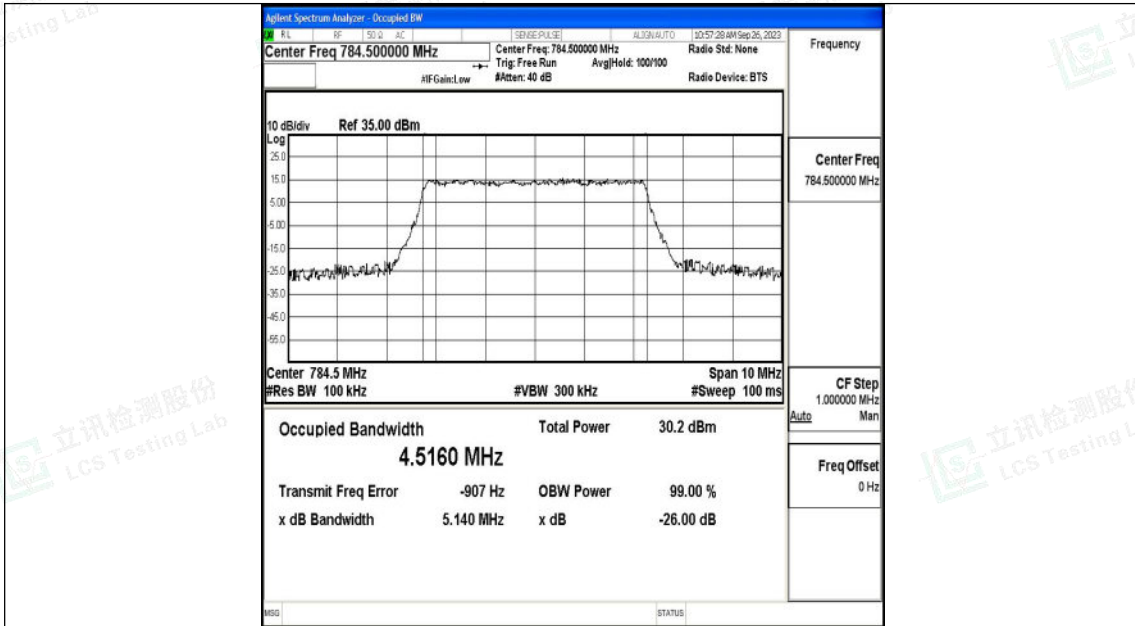 Agilent Spectrum Analyzer - Occupied BW
RL RF 50 Ω AC SENSE:PULSE ALIGNAUTO 10:57:28 AM Sep 26, 2023
Center Freq 784.500000 MHz
Center Freq: 784.500000 MHz
Radio Std: None
Trig: Free Run Avg|Hold: 100/100
#IFGain:Low
#Atten: 40 dB
Radio Device: BTS
10 dB/div Ref 35.00 dBm
Log
25.0
15.0
5.00
-5.00
-15.0
-25.0
-35.0
-45.0
-55.0
Center 784.5 MHz Span 10 MHz
#Res BW 100 kHz #VBW 300 kHz #Sweep 100 ms
Occupied Bandwidth Total Power 30.2 dBm
4.5160 MHz
Transmit Freq Error -907 Hz OBW Power 99.00 %
x dB Bandwidth 5.140 MHz x dB -26.00 dB
MSG STATUS
Frequency
Center Freq
784.500000 MHz
CF Step
1.000000 MHz
Auto Man
Freq Offset
0 Hz
立讯检测股份
LCS Testing Lab
立讯检测股份
LCS Testing L
sting Lab